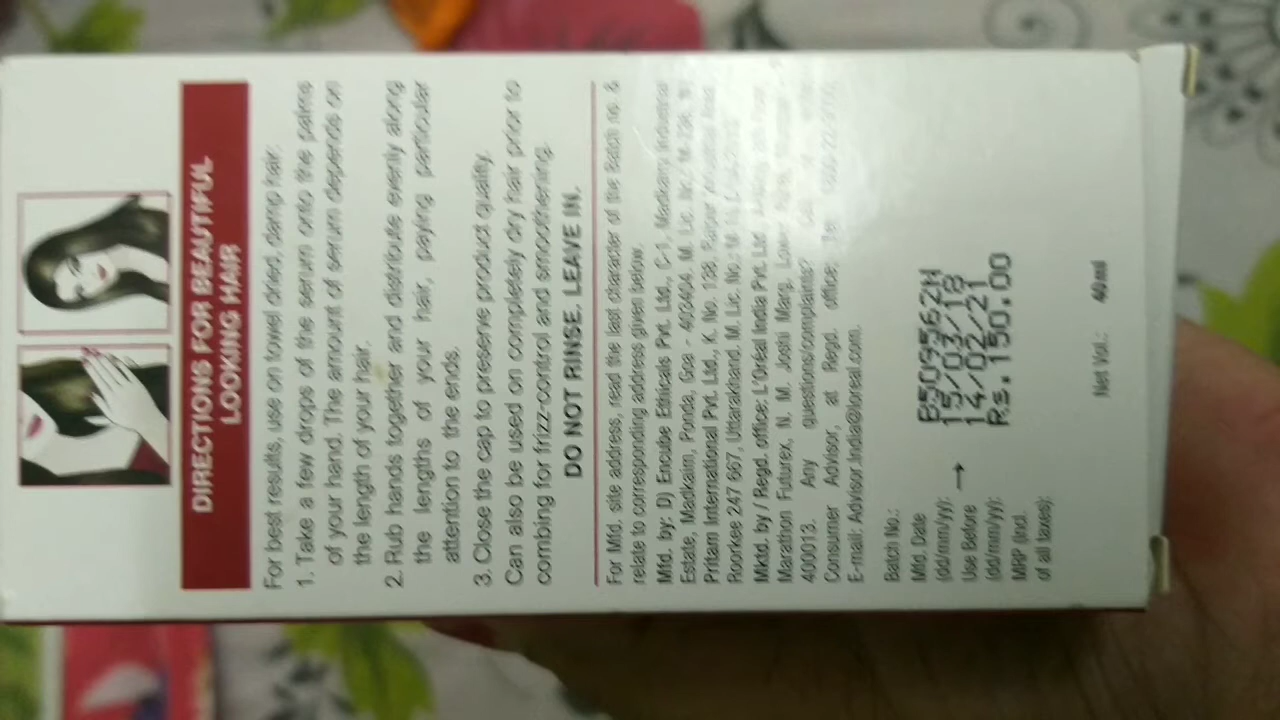 DIRECTIONS FOR BEAUTIFUL
LOOKING HAIR
For best results, use on towel dried, damp hair.
1. Take a few drops of the serum onto the palms
of your hand. The amount of serum depends on
the length of your hair.
2. Rub hands together and distribute evenly along
the lengths of your hair, paying particular
attention to the ends.
3. Close the cap to preserve product quality.
Can also be used on completely dry hair prior to
combing for frizz-control and smoothening.
DO NOT RINSE. LEAVE IN.
For Mfd. site address, read the last character of the Batch no. &
relate to corresponding address given below.
Mfd. by: D) Encube Ethicals Pvt. Ltd., C-1, Madkaim Industrial
Estate, Madkaim, Ponda, Goa - 403404. M. Lic. No.:
Pritam International Pvt. Ltd., K. No. 138, Raipur Industrial Area,
Roorkee 247 667, Uttarakhand. M. Lic. No.:
Mktd. by / Regd. office: L'Oréal India Pvt. Ltd.
Marathon Futurex, N. M. Joshi Marg, Lower Parel, Mumbai -
400013. Any questions/complaints?
Consumer Advisor, at Regd. office;
E-mail: Advisor.India@loreal.com.
Batch No.: B509562H
Mfd. Date
(dd/mm/yy): 15/03/18
Use Before → 14/02/21
(dd/mm/yy):
MRP (Incl. Rs.150.00
of all taxes):
Net Vol.: 40ml